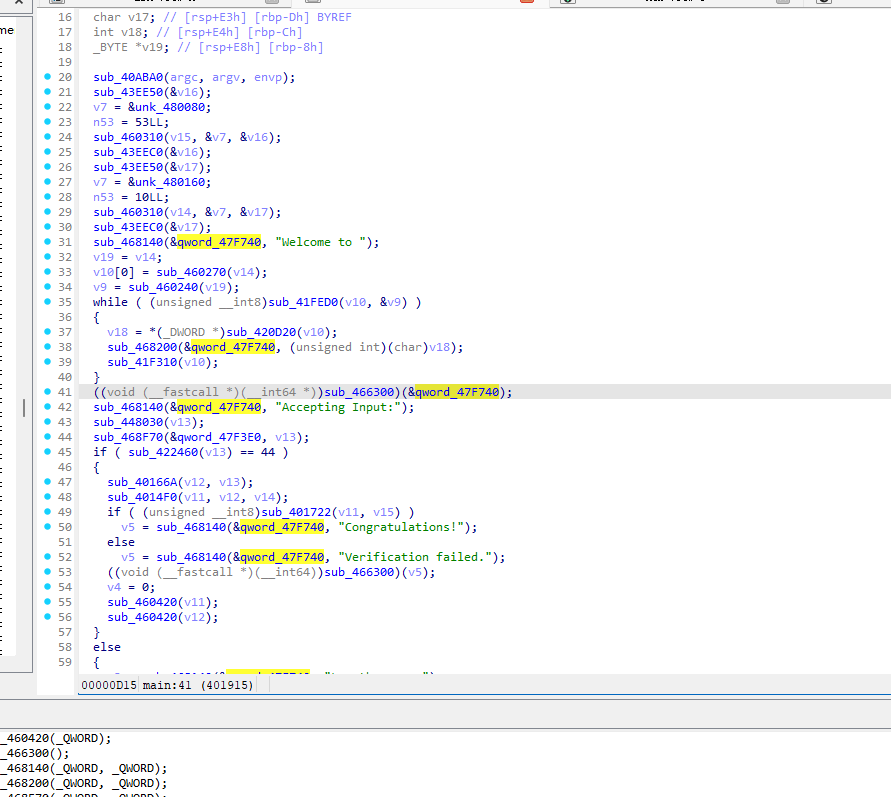 me
16 char v17; // [rsp+E3h] [rbp-Dh] BYREF
17 int v18; // [rsp+E4h] [rbp-Ch]
18 _BYTE *v19; // [rsp+E8h] [rbp-8h]
19
20 sub_40ABA0(argc, argv, envp);
21 sub_43EE50(&v16);
22 v7 = &unk_480080;
23 n53 = 53LL;
24 sub_460310(v15, &v7, &v16);
25 sub_43EEC0(&v16);
26 sub_43EE50(&v17);
27 v7 = &unk_480160;
28 n53 = 10LL;
29 sub_460310(v14, &v7, &v17);
30 sub_43EEC0(&v17);
31 sub_468140(&qword_47F740, "Welcome to ");
32 v19 = v14;
33 v10[0] = sub_460270(v14);
34 v9 = sub_460240(v19);
35 while ( (unsigned __int8)sub_41FED0(v10, &v9) )
36 {
37 v18 = *(_DWORD *)sub_420D20(v10);
38 sub_468200(&qword_47F740, (unsigned int)(char)v18);
39 sub_41F310(v10);
40 }
41 ((void (__fastcall *)(__int64 *))sub_466300)(&qword_47F740);
42 sub_468140(&qword_47F740, "Accepting Input:");
43 sub_448030(v13);
44 sub_468F70(&qword_47F3E0, v13);
45 if ( sub_422460(v13) == 44 )
46 {
47 sub_40166A(v12, v13);
48 sub_4014F0(v11, v12, v14);
49 if ( (unsigned __int8)sub_401722(v11, v15) )
50 v5 = sub_468140(&qword_47F740, "Congratulations!");
51 else
52 v5 = sub_468140(&qword_47F740, "Verification failed.");
53 ((void (__fastcall *)(__int64))sub_466300)(v5);
54 v4 = 0;
55 sub_460420(v11);
56 sub_460420(v12);
57 }
58 else
59 {
00000D15 main:41 (401915)
_460420(_QWORD);
_466300();
_468140(_QWORD, _QWORD);
_468200(_QWORD, _QWORD);